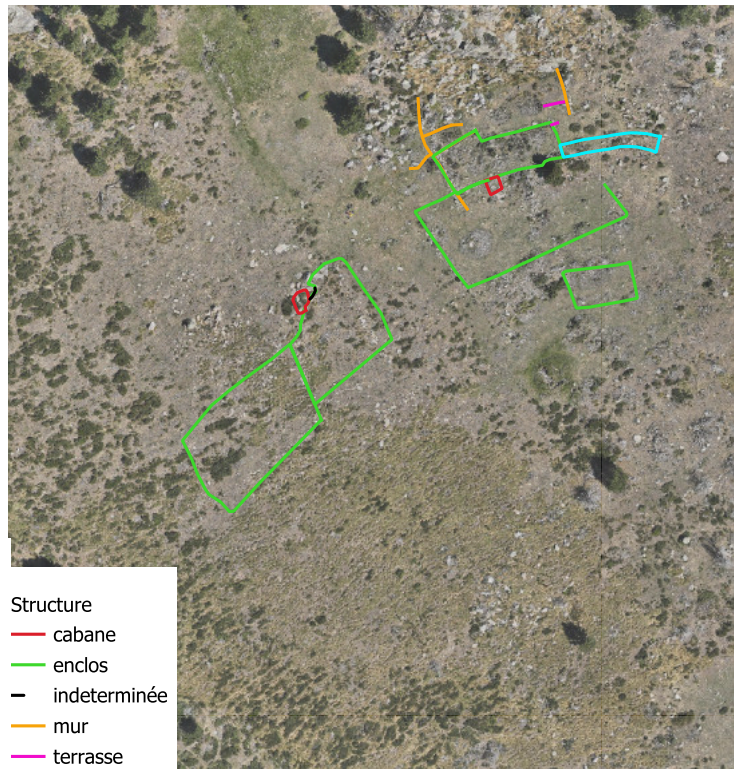 Structure
cabane
enclos
indeterminée
mur
terrasse